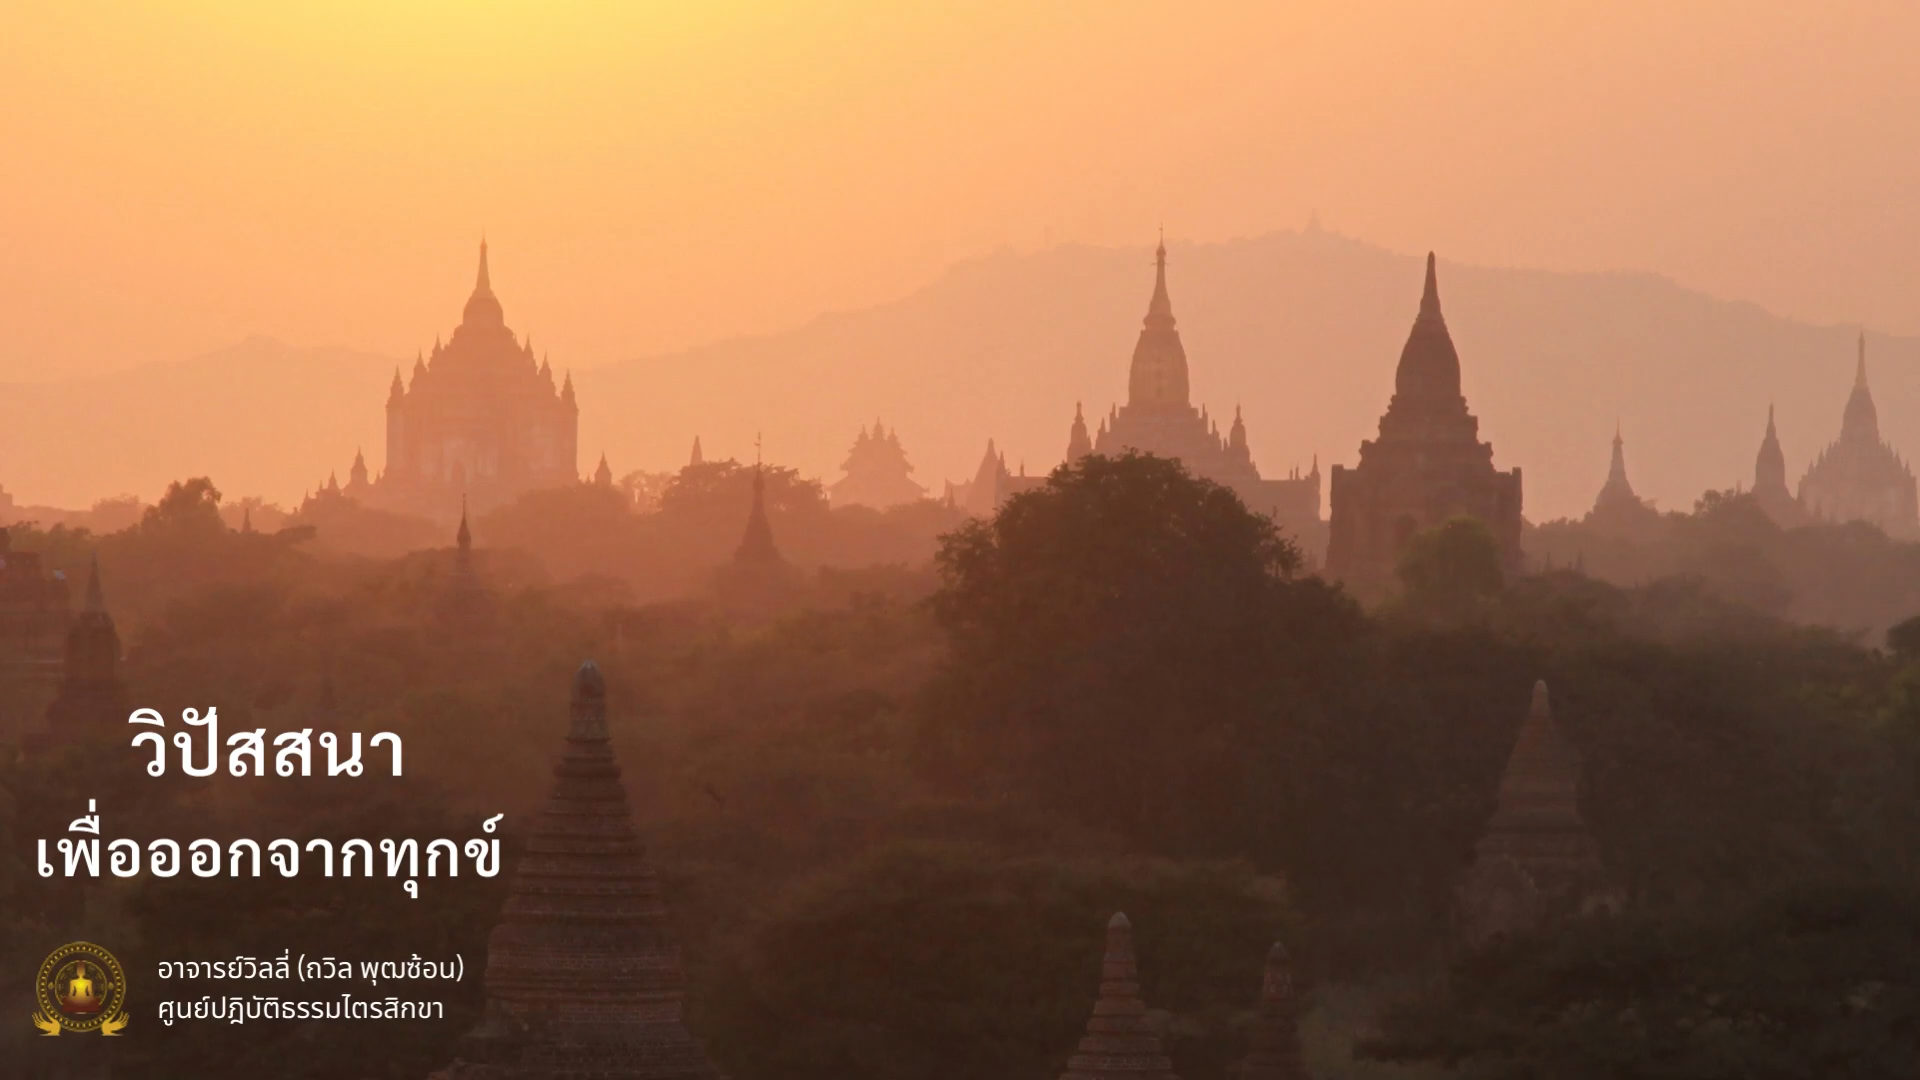 วิปัสสนา
เพื่อออกจากทุกข์
อาจารย์วิลลี่ (ถวิล พุฒซ้อน)
ศูนย์ปฎิบัติธรรมไตรสิกขา